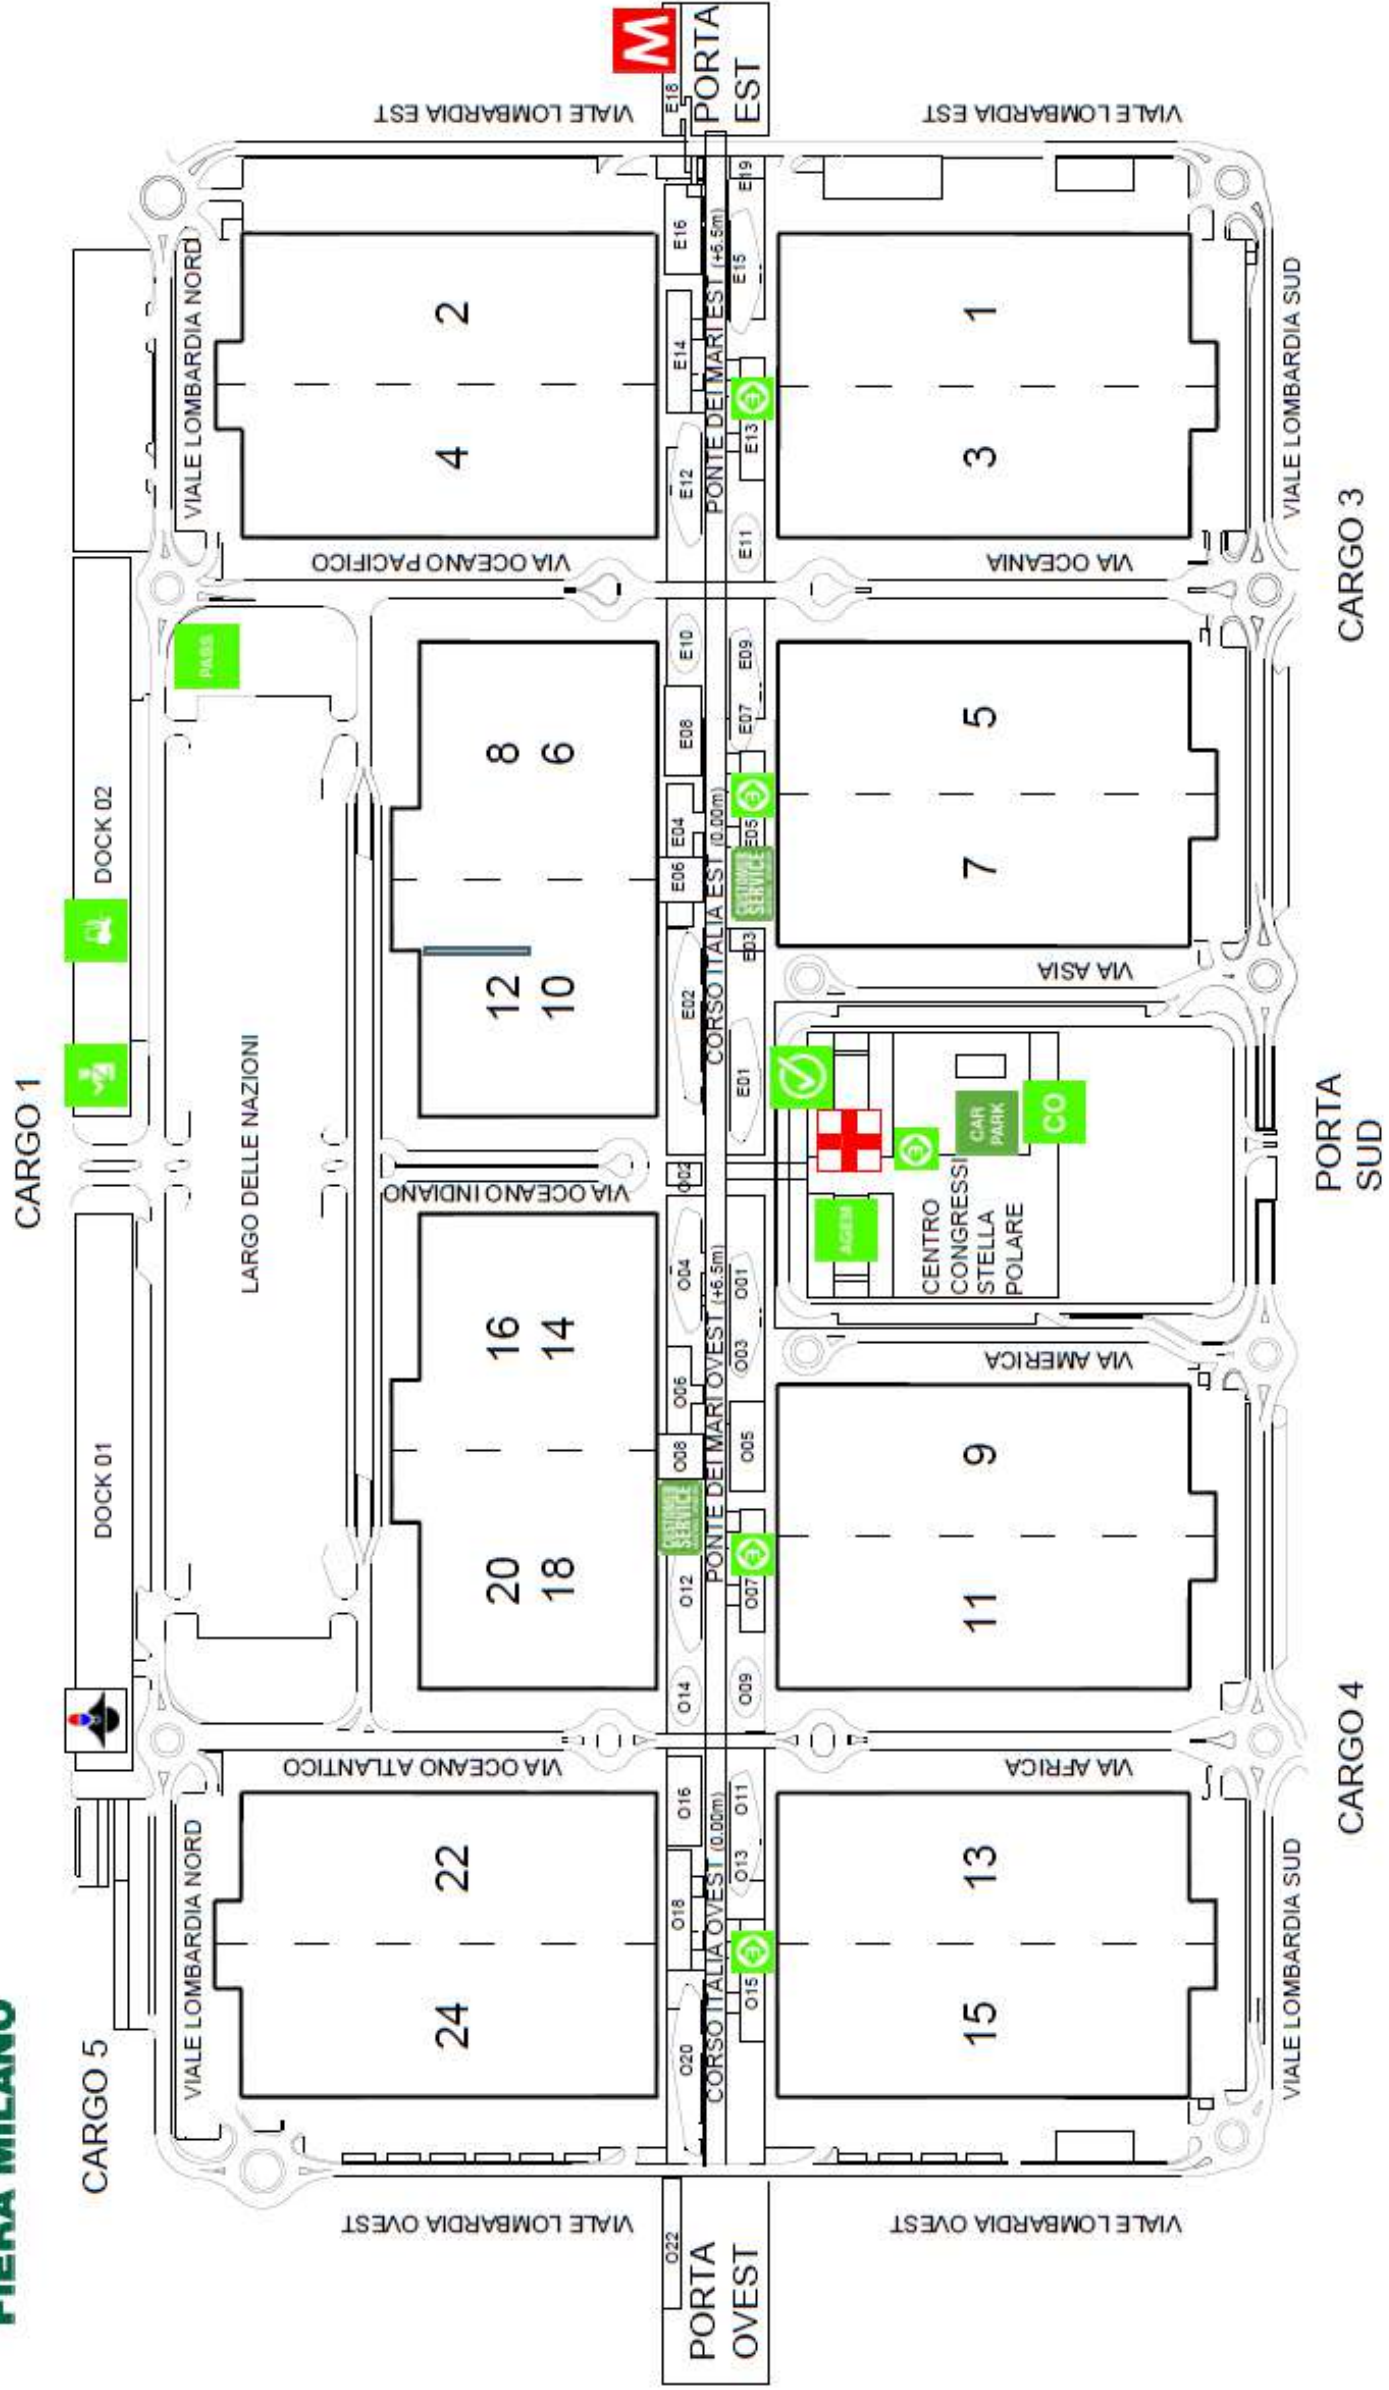 FIERA MILANO
CARGO 5
CARGO 1
DOCK 01
DOCK 02
VIALE LOMBARDIA NORD
LARGO DELLE NAZIONI
PASS
VIALE LOMBARDIA NORD
24
22
20
18
16
14
12
10
8
6
4
2
VIALE LOMBARDIA OVEST
VIA OCEANO ATLANTICO
VIA OCEANO INDIANO
VIA OCEANO PACIFICO
VIALE LOMBARDIA EST
O22
O20
O18
O16
O14
O12
CUSTOMER
SERVICE
O08
O06
O04
O02
E02
E06
E04
E08
E10
E12
E14
E16
E18
M
PORTA
OVEST
CORSO ITALIA OVEST (0.00m)
PONTE DEI MARI OVEST (+6.5m)
CORSO ITALIA EST (0.00m)
PONTE DEI MARI EST (+6.5m)
PORTA
EST
O15
O13
O11
O09
O07
O05
O03
O01
E01
E03
CUSTOMER
SERVICE
E05
E07
E09
E11
E13
E15
E19
VIALE LOMBARDIA OVEST
15
13
VIA AFRICA
11
9
VIA AMERICA
AGEM
CENTRO
CONGRESSI
STELLA
POLARE
CAR
PARK
CO
VIA ASIA
7
5
VIA OCEANIA
3
1
VIALE LOMBARDIA EST
VIALE LOMBARDIA SUD
VIALE LOMBARDIA SUD
CARGO 4
PORTA
SUD
CARGO 3